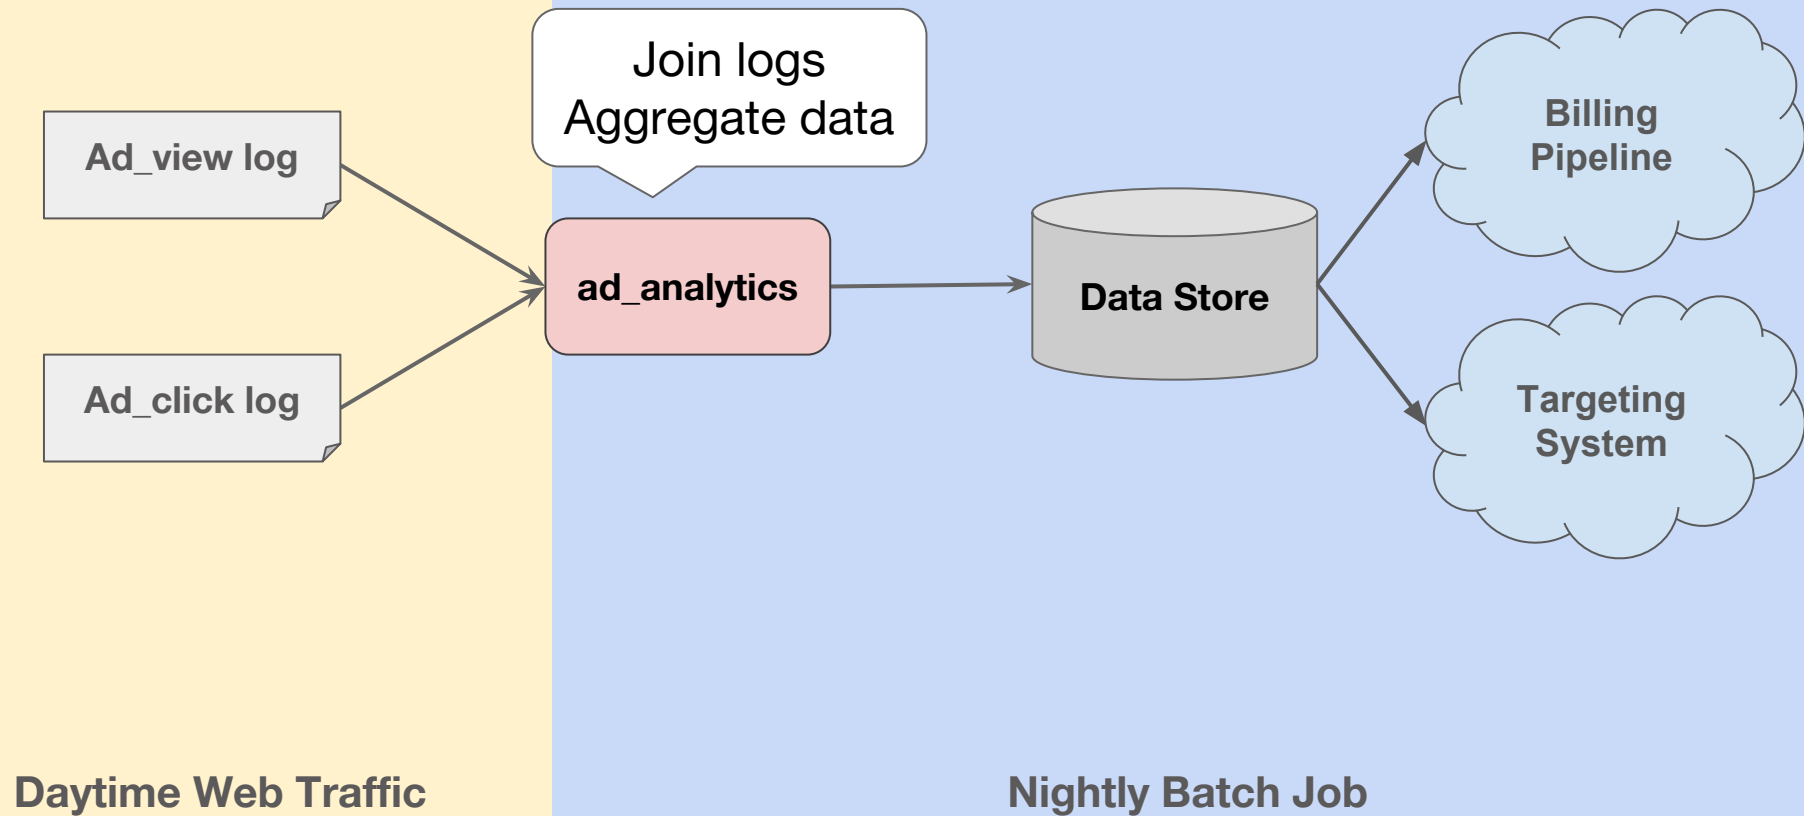 Join logs
Aggregate data
Ad_view log
Ad_click log
ad_analytics
Data Store
Billing
Pipeline
Targeting
System
Daytime Web Traffic
Nightly Batch Job